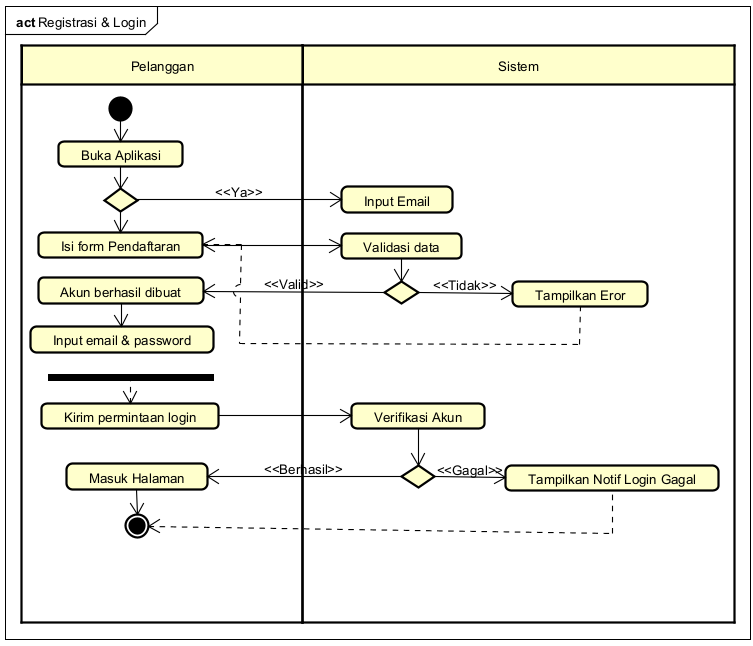 act Registrasi & Login
Pelanggan
Sistem
Buka Aplikasi
<<Ya>>
Input Email
Isi form Pendaftaran
Validasi data
Akun berhasil dibuat
<<Valid>>
<<Tidak>>
Tampilkan Eror
Input email & password
Kirim permintaan login
Verifikasi Akun
Masuk Halaman
<<Berhasil>>
<<Gagal>>
Tampilkan Notif Login Gagal